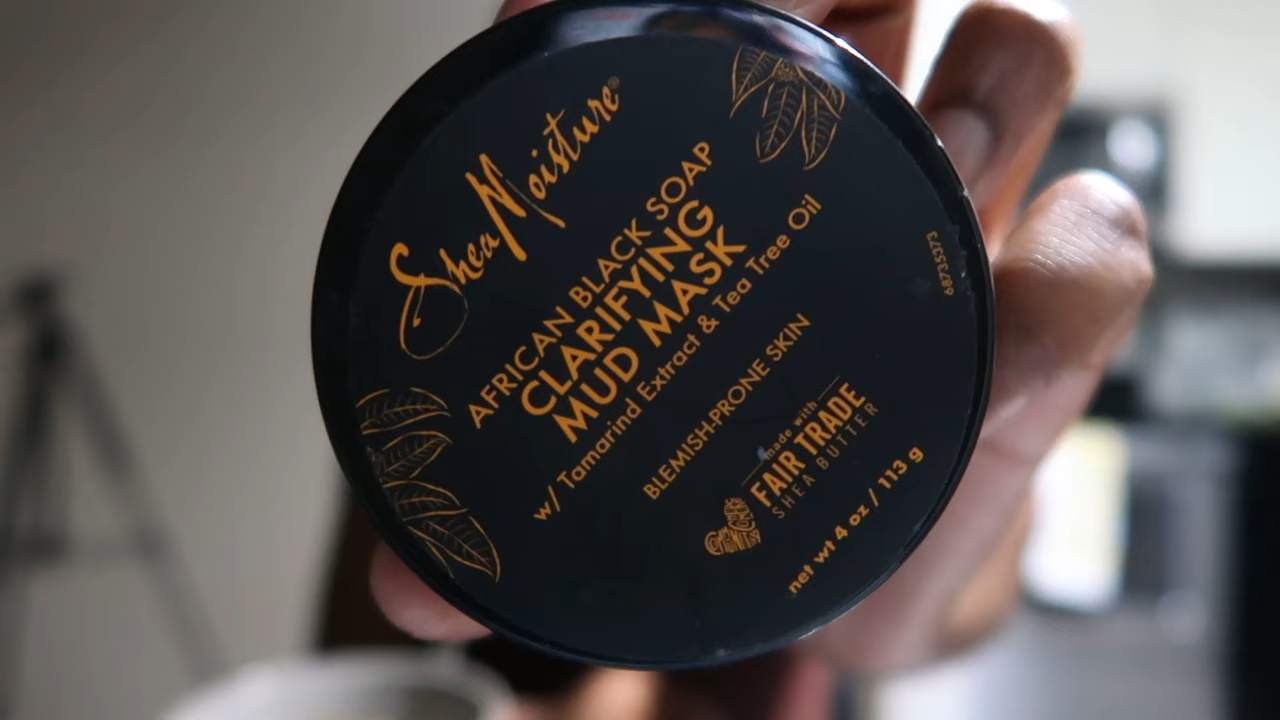 SheaMoisture®
AFRICAN BLACK SOAP
CLARIFYING
MUD MASK
w/ Tamarind Extract & Tea Tree Oil
BLEMISH-PRONE SKIN
made with
FAIR TRADE
SHEA BUTTER
net wt 4 oz / 113 g
68735373